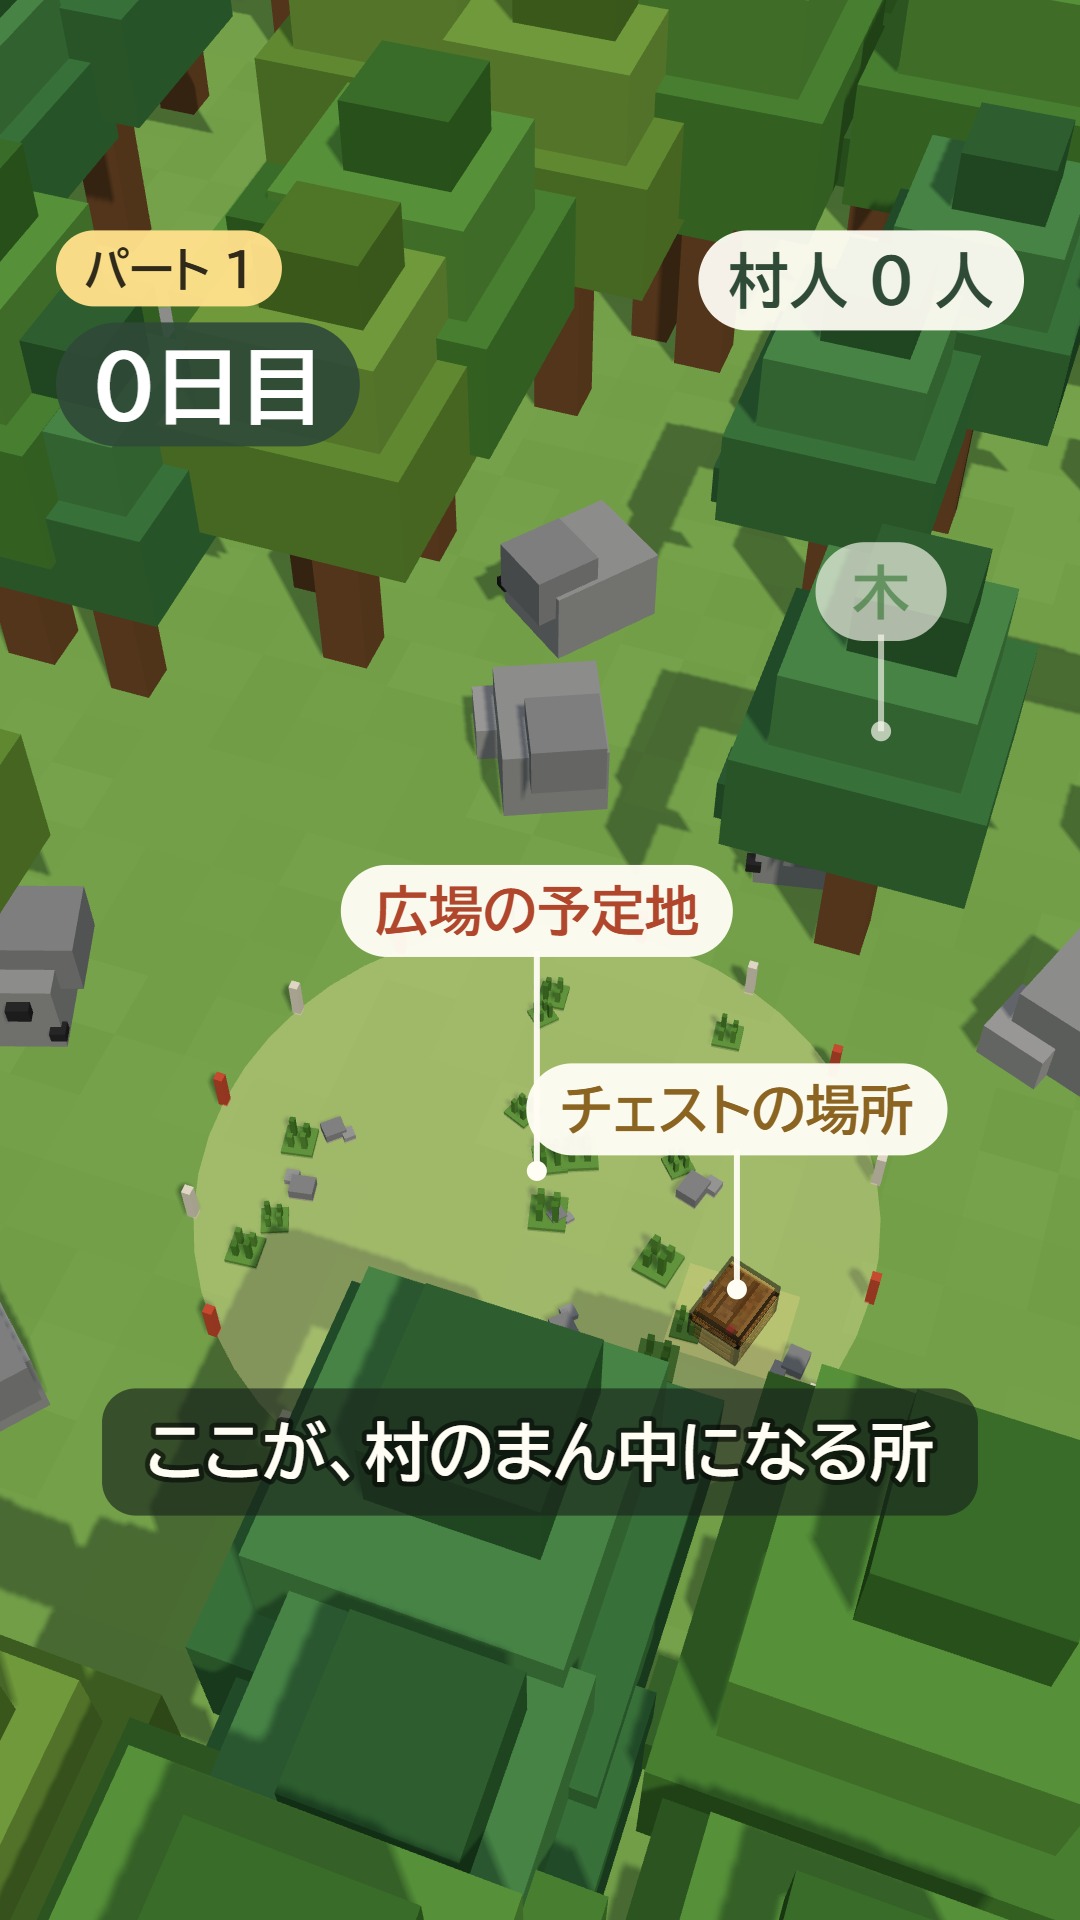 パート 1
0日目
村人 0 人
木
広場の予定地
チェストの場所
ここが、村のまん中になる所